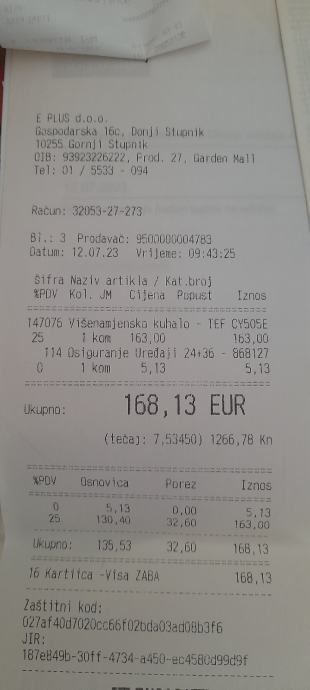 E PLUS d.o.o.
Gospodarska 16c, Donji Stupnik
10255 Gornji Stupnik
OIB: 93923226222, Prod. 27, Garden Mall
Tel: 01 / 5533 - 094
Račun: 32053-27-273
Bl.: 3 Prodavač: 9500000004783
Datum: 12.07.23 Vrijeme: 09:43:25
Šifra Naziv artikla / Kat.broj
%PDV Kol. JM Cijena Popust Iznos
147076 Višenamjensko kuhalo - TEF CY505E
25 1 kom 163,00 163,00
114 Osiguranje Uređaji 24+36 - 868127
0 1 kom 5,13 5,13
Ukupno: 168,13 EUR
(tečaj: 7,53450) 1266,78 Kn
%PDV Osnovica Porez Iznos
0 5,13 0,00 5,13
25 130,40 32,60 163,00
Ukupno: 135,53 32,60 168,13
16 Kartica -Visa ZABA 168,13
Zaštitni kod:
027af40d7020cc66f02bda03ad08b3f6
JIR:
187e849b-30ff-4734-a450-ec4580d99d9f